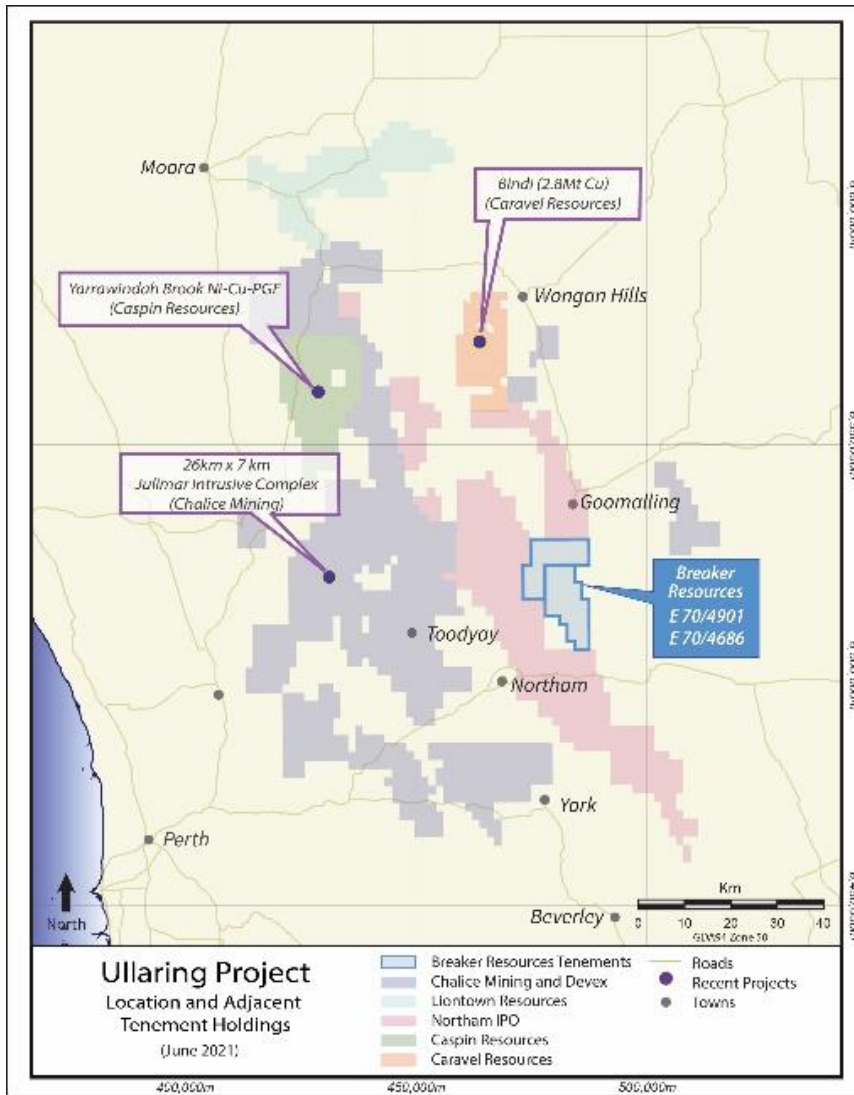 Moora
Bindi (2.8Mt Cu)
(Caravel Resources)
Yarrawindah Brook Ni-Cu-PGE
(Caspin Resources)
Wongan Hills
26km x 7 km
Julimar Intrusive Complex
(Chalice Mining)
Goomalling
Breaker
Resources
E 70/4901
E 70/4686
Toodyay
Northam
York
Perth
Beverley
North
Km
0 10 20 30 40
GDA94 Zone 50
Ullaring Project
Location and Adjacent
Tenement Holdings
(June 2021)
Breaker Resources Tenements
Chalice Mining and Devex
Liontown Resources
Northam IPO
Caspin Resources
Caravel Resources
Roads
Recent Projects
Towns
400,000m 450,000m 500,000m